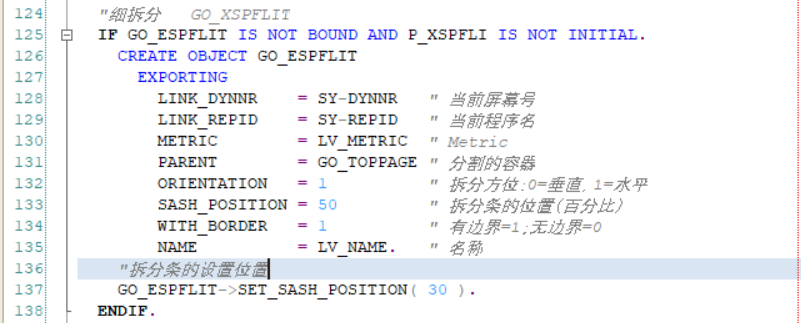 124 "细拆分   GO_XSPFLIT
125 IF GO_ESPFLIT IS NOT BOUND AND P_XSPFLI IS NOT INITIAL.
126 CREATE OBJECT GO_ESPFLIT
127 EXPORTING
128 LINK_DYNNR    = SY-DYNNR   " 当前屏幕号
129 LINK_REPID    = SY-REPID   " 当前程序名
130 METRIC        = LV_METRIC  " Metric
131 PARENT        = GO_TOPPAGE " 分割的容器
132 ORIENTATION   = 1          " 拆分方位:0=垂直,1=水平
133 SASH_POSITION = 50         " 拆分条的位置(百分比)
134 WITH_BORDER   = 1          " 有边界=1;无边界=0
135 NAME          = LV_NAME.   " 名称
136 "拆分条的设置位置
137 GO_ESPFLIT->SET_SASH_POSITION( 30 ).
138 ENDIF.